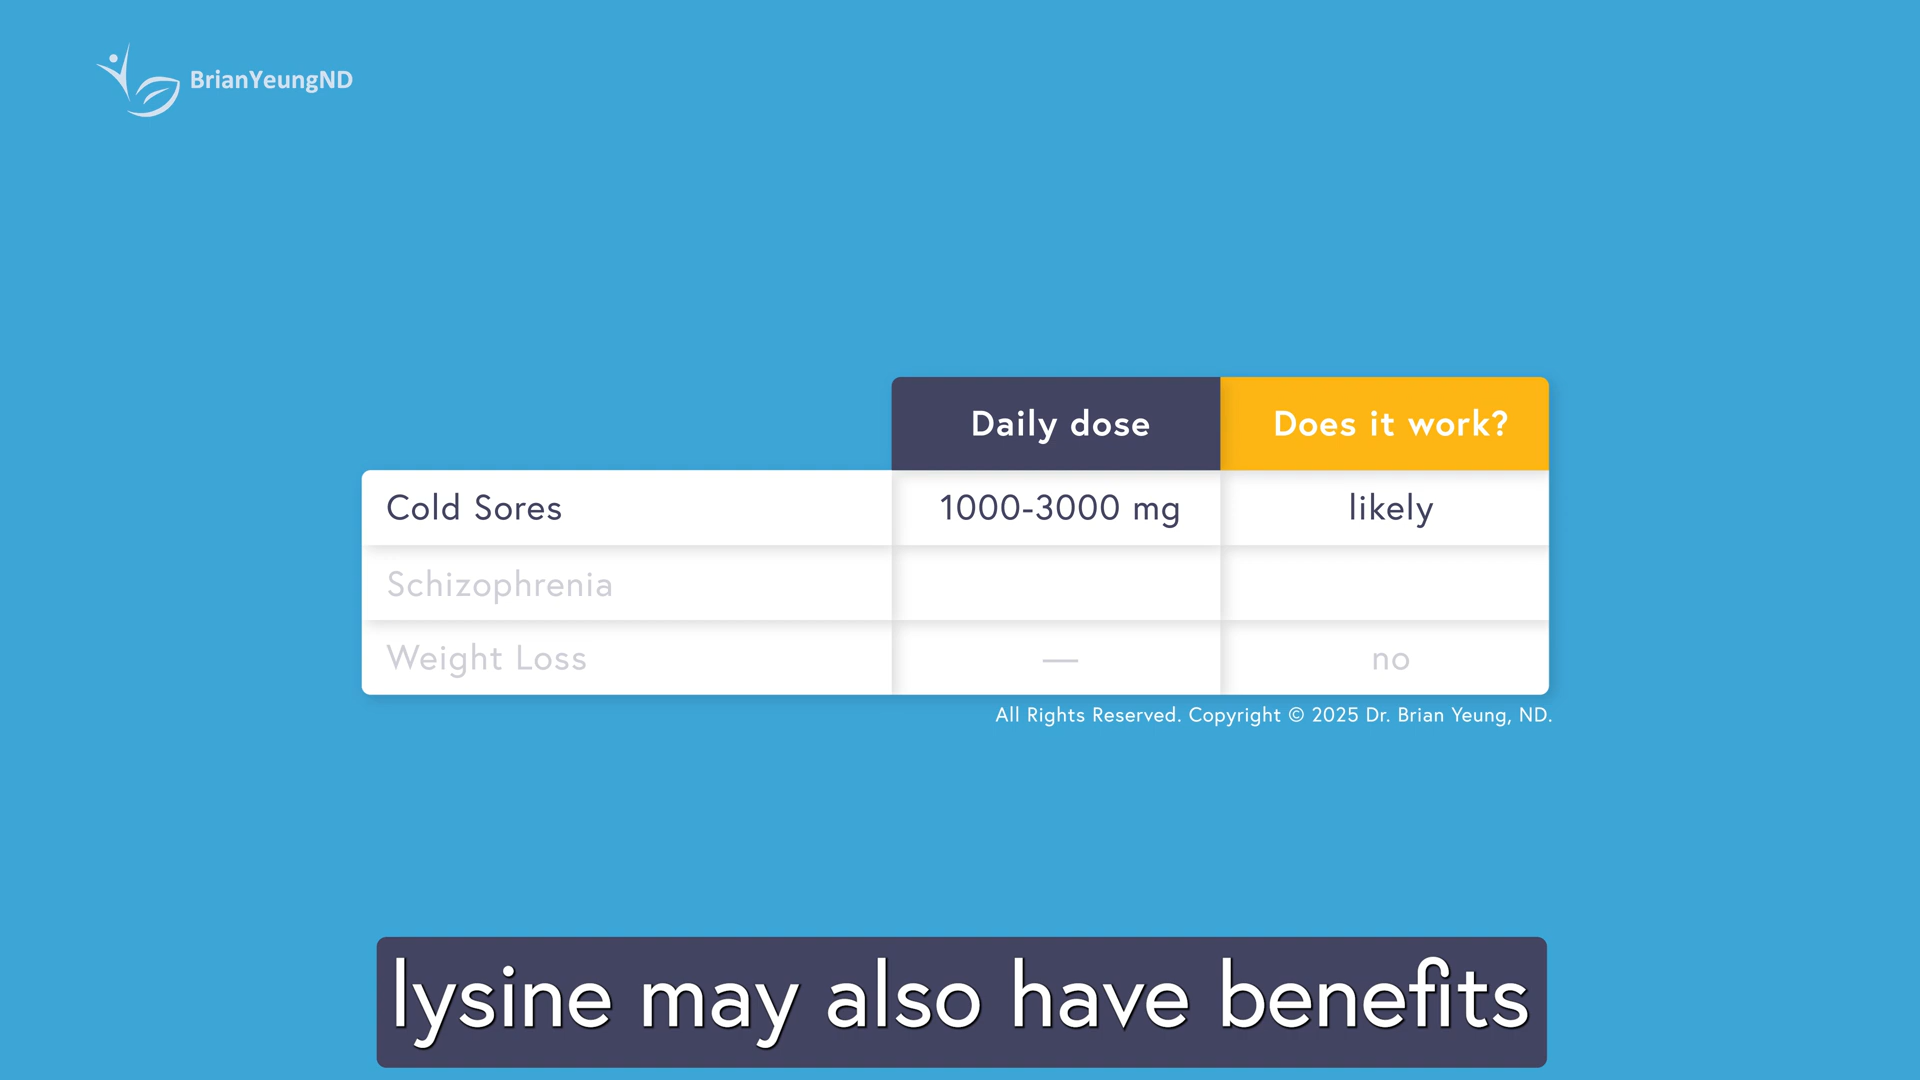 BrianYeungND
Daily dose Does it work?
Cold Sores 1000-3000 mg likely
Schizophrenia
Weight Loss — no
All Rights Reserved. Copyright © 2025 Dr. Brian Yeung, ND.
lysine may also have benefits